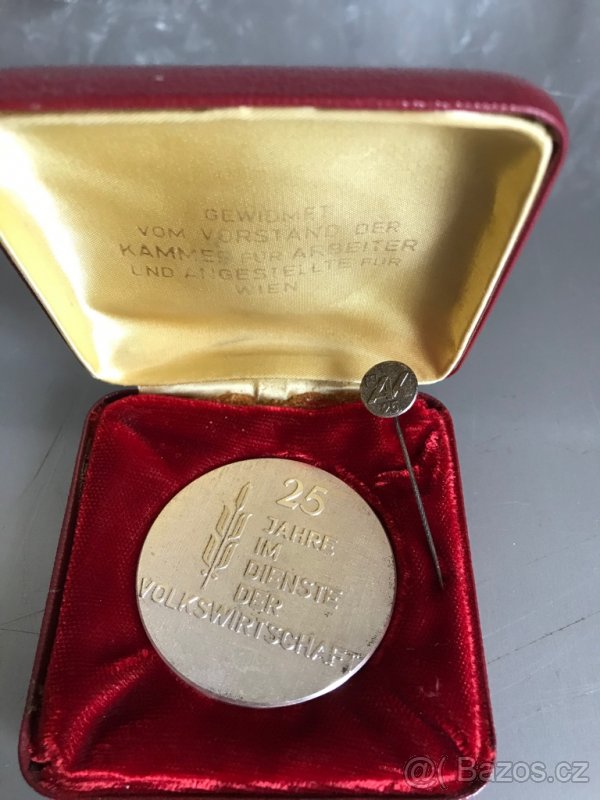 GEWIDMET
VOM VORSTAND DER
KAMMER FÜR ARBEITER
UND ANGESTELLTE FÜR
WIEN
25
JAHRE
IM
DIENSTE
DER
VOLKSWIRTSCHAFT
Bazos.cz